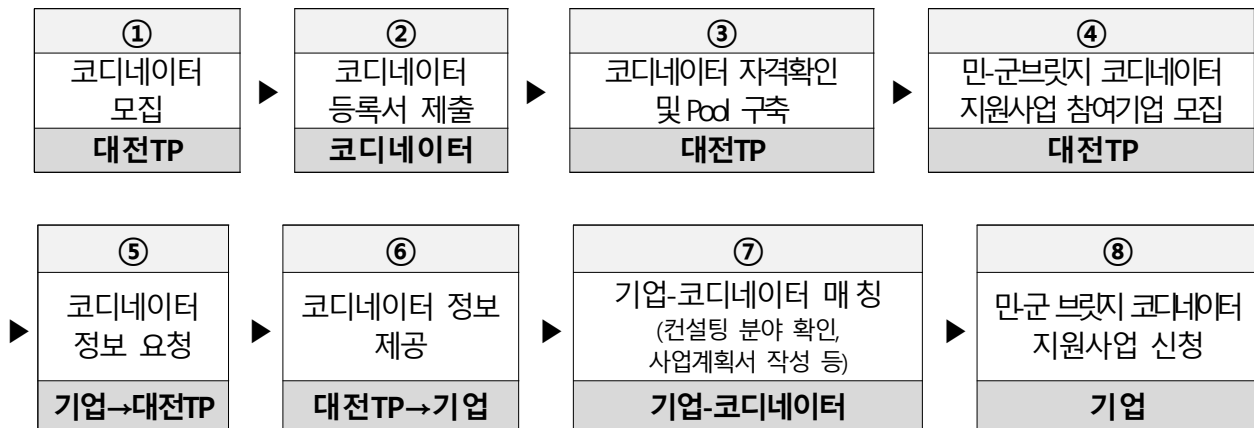 ①
코디네이터
모집
대전TP
▶
②
코디네이터
등록서 제출
코디네이터
▶
③
코디네이터 자격확인
및 Pool 구축
대전TP
▶
④
민-군브릿지 코디네이터
지원사업 참여기업 모집
대전TP
▶
⑤
코디네이터
정보 요청
기업→대전TP
▶
⑥
코디네이터 정보
제공
대전TP→기업
▶
⑦
기업-코디네이터 매칭
(컨설팅 분야 확인,
사업계획서 작성 등)
기업-코디네이터
▶
⑧
민-군 브릿지 코디네이터
지원사업 신청
기업